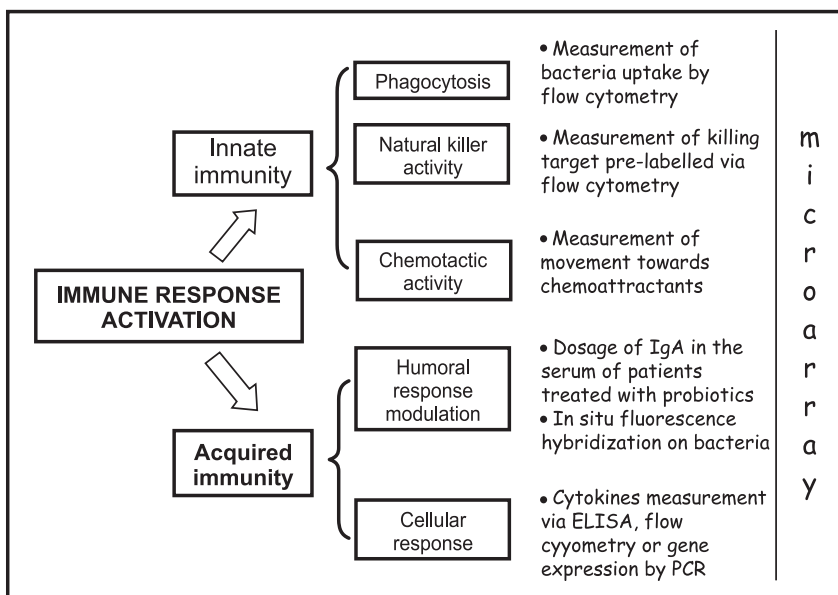 Phagocytosis
• Measurement of
bacteria uptake by
flow cytometry
Innate
immunity
Natural killer
activity
• Measurement of killing
target pre-labelled via
flow cytometry
Chemotactic
activity
• Measurement of
movement towards
chemoattractants
IMMUNE RESPONSE
ACTIVATION
Humoral
response
modulation
• Dosage of IgA in the
serum of patients
treated with probiotics
• In situ fluorescence
hybridization on bacteria
Acquired
immunity
Cellular
response
• Cytokines measurement
via ELISA, flow
cyyometry or gene
expression by PCR
microarray